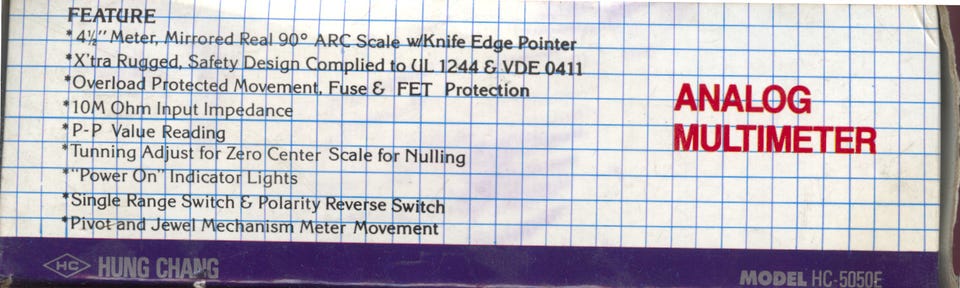 FEATURE
*4½" Meter, Mirrored Real 90° ARC Scale w/Knife Edge Pointer
*X'tra Rugged, Safety Design Complied to UL 1244 & VDE 0411
*Overload Protected Movement, Fuse & FET Protection
*10M Ohm Input Impedance
*P-P Value Reading
*Tunning Adjust for Zero Center Scale for Nulling
*"Power On" Indicator Lights
*Single Range Switch & Polarity Reverse Switch
*Pivot and Jewel Mechanism Meter Movement
ANALOG
MULTIMETER
HC HUNG CHANG
MODEL HC-5050E